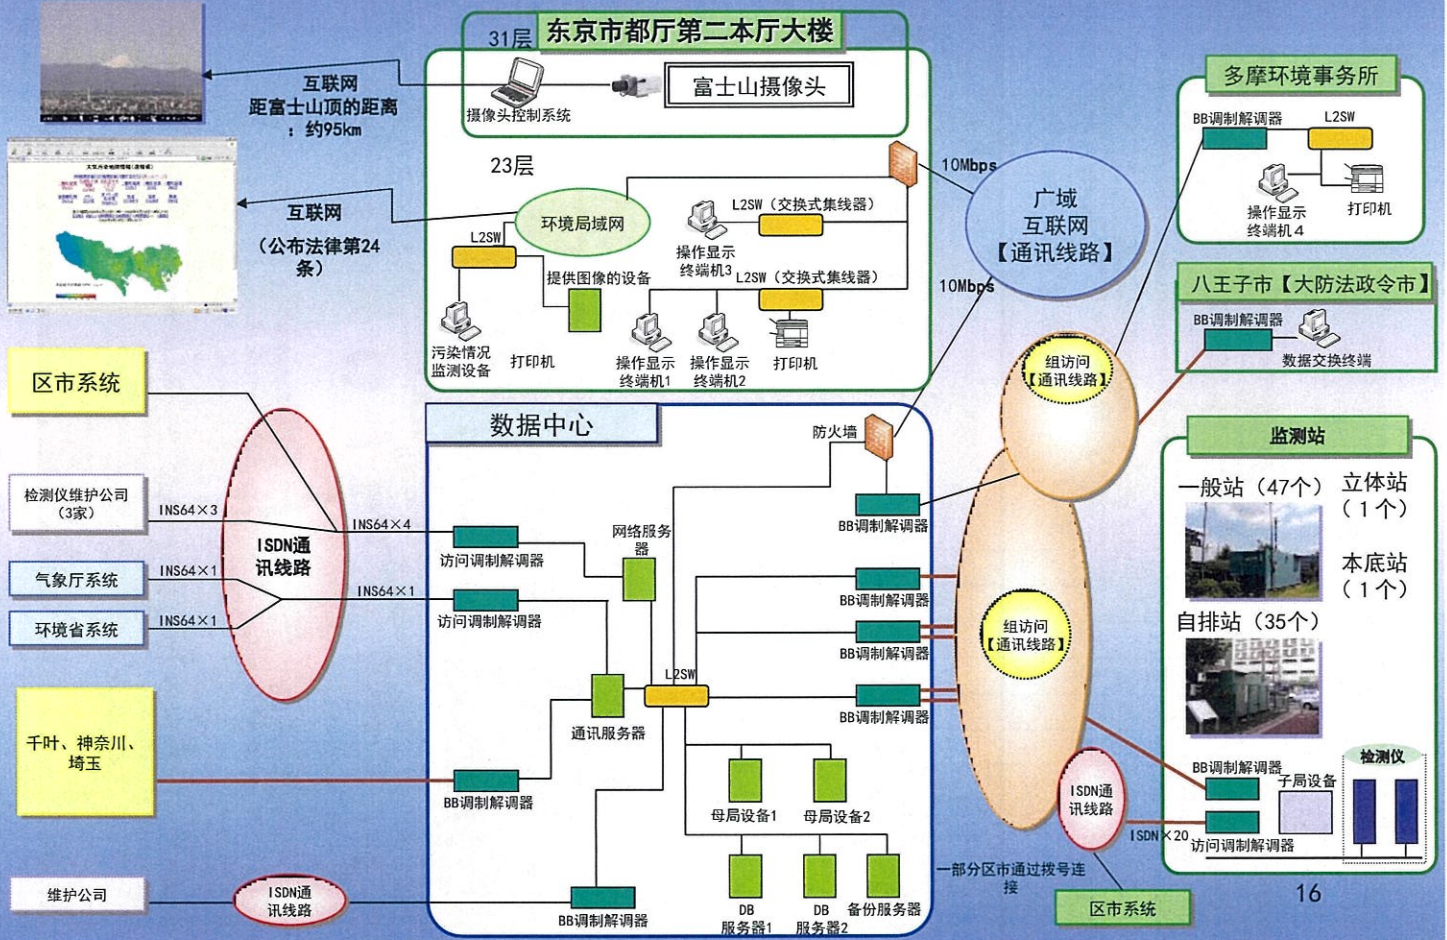 东京市都厅第二本厅大楼
31层
摄像头控制系统
富士山摄像头
互联网
距富士山顶的距离
：约95km
23层
环境局域网
互联网
（公布法律第24
条）
L2SW
提供图像的设备
污染情况
监测设备
打印机
L2SW（交换式集线器）
操作显示
终端机3
L2SW（交换式集线器）
操作显示
终端机1
操作显示
终端机2
打印机
10Mbps
10Mbps
广域
互联网
【通讯线路】
多摩环境事务所
BB调制解调器
L2SW
操作显示
终端机4
打印机
八王子市【大防法政令市】
BB调制解调器
数据交换终端
组访问
【通讯线路】
组访问
【通讯线路】
监测站
一般站（47个）
立体站
（1个）
本底站
（1个）
自排站（35个）
检测仪
BB调制解调器
子局设备
访问调制解调器
ISDN通
讯线路
ISDN×20
一部分区市通过拨号连
接
区市系统
16
区市系统
检测仪维护公司
（3家）
INS64×3
气象厅系统
INS64×1
环境省系统
INS64×1
ISDN通
讯线路
INS64×4
INS64×1
千叶、神奈川、
埼玉
维护公司
ISDN通
讯线路
数据中心
防火墙
BB调制解调器
访问调制解调器
网络服务
器
访问调制解调器
BB调制解调器
BB调制解调器
L2SW
BB调制解调器
通讯服务器
BB调制解调器
母局设备1
母局设备2
BB调制解调器
DB
服务器1
DB
服务器2
备份服务器